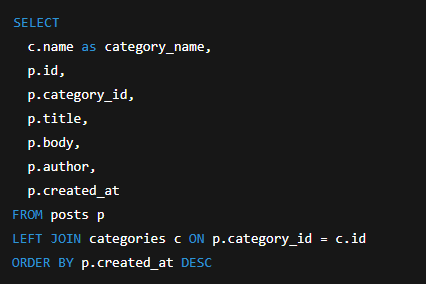 SELECT
c.name as category_name,
p.id,
p.category_id,
p.title,
p.body,
p.author,
p.created_at
FROM posts p
LEFT JOIN categories c ON p.category_id = c.id
ORDER BY p.created_at DESC